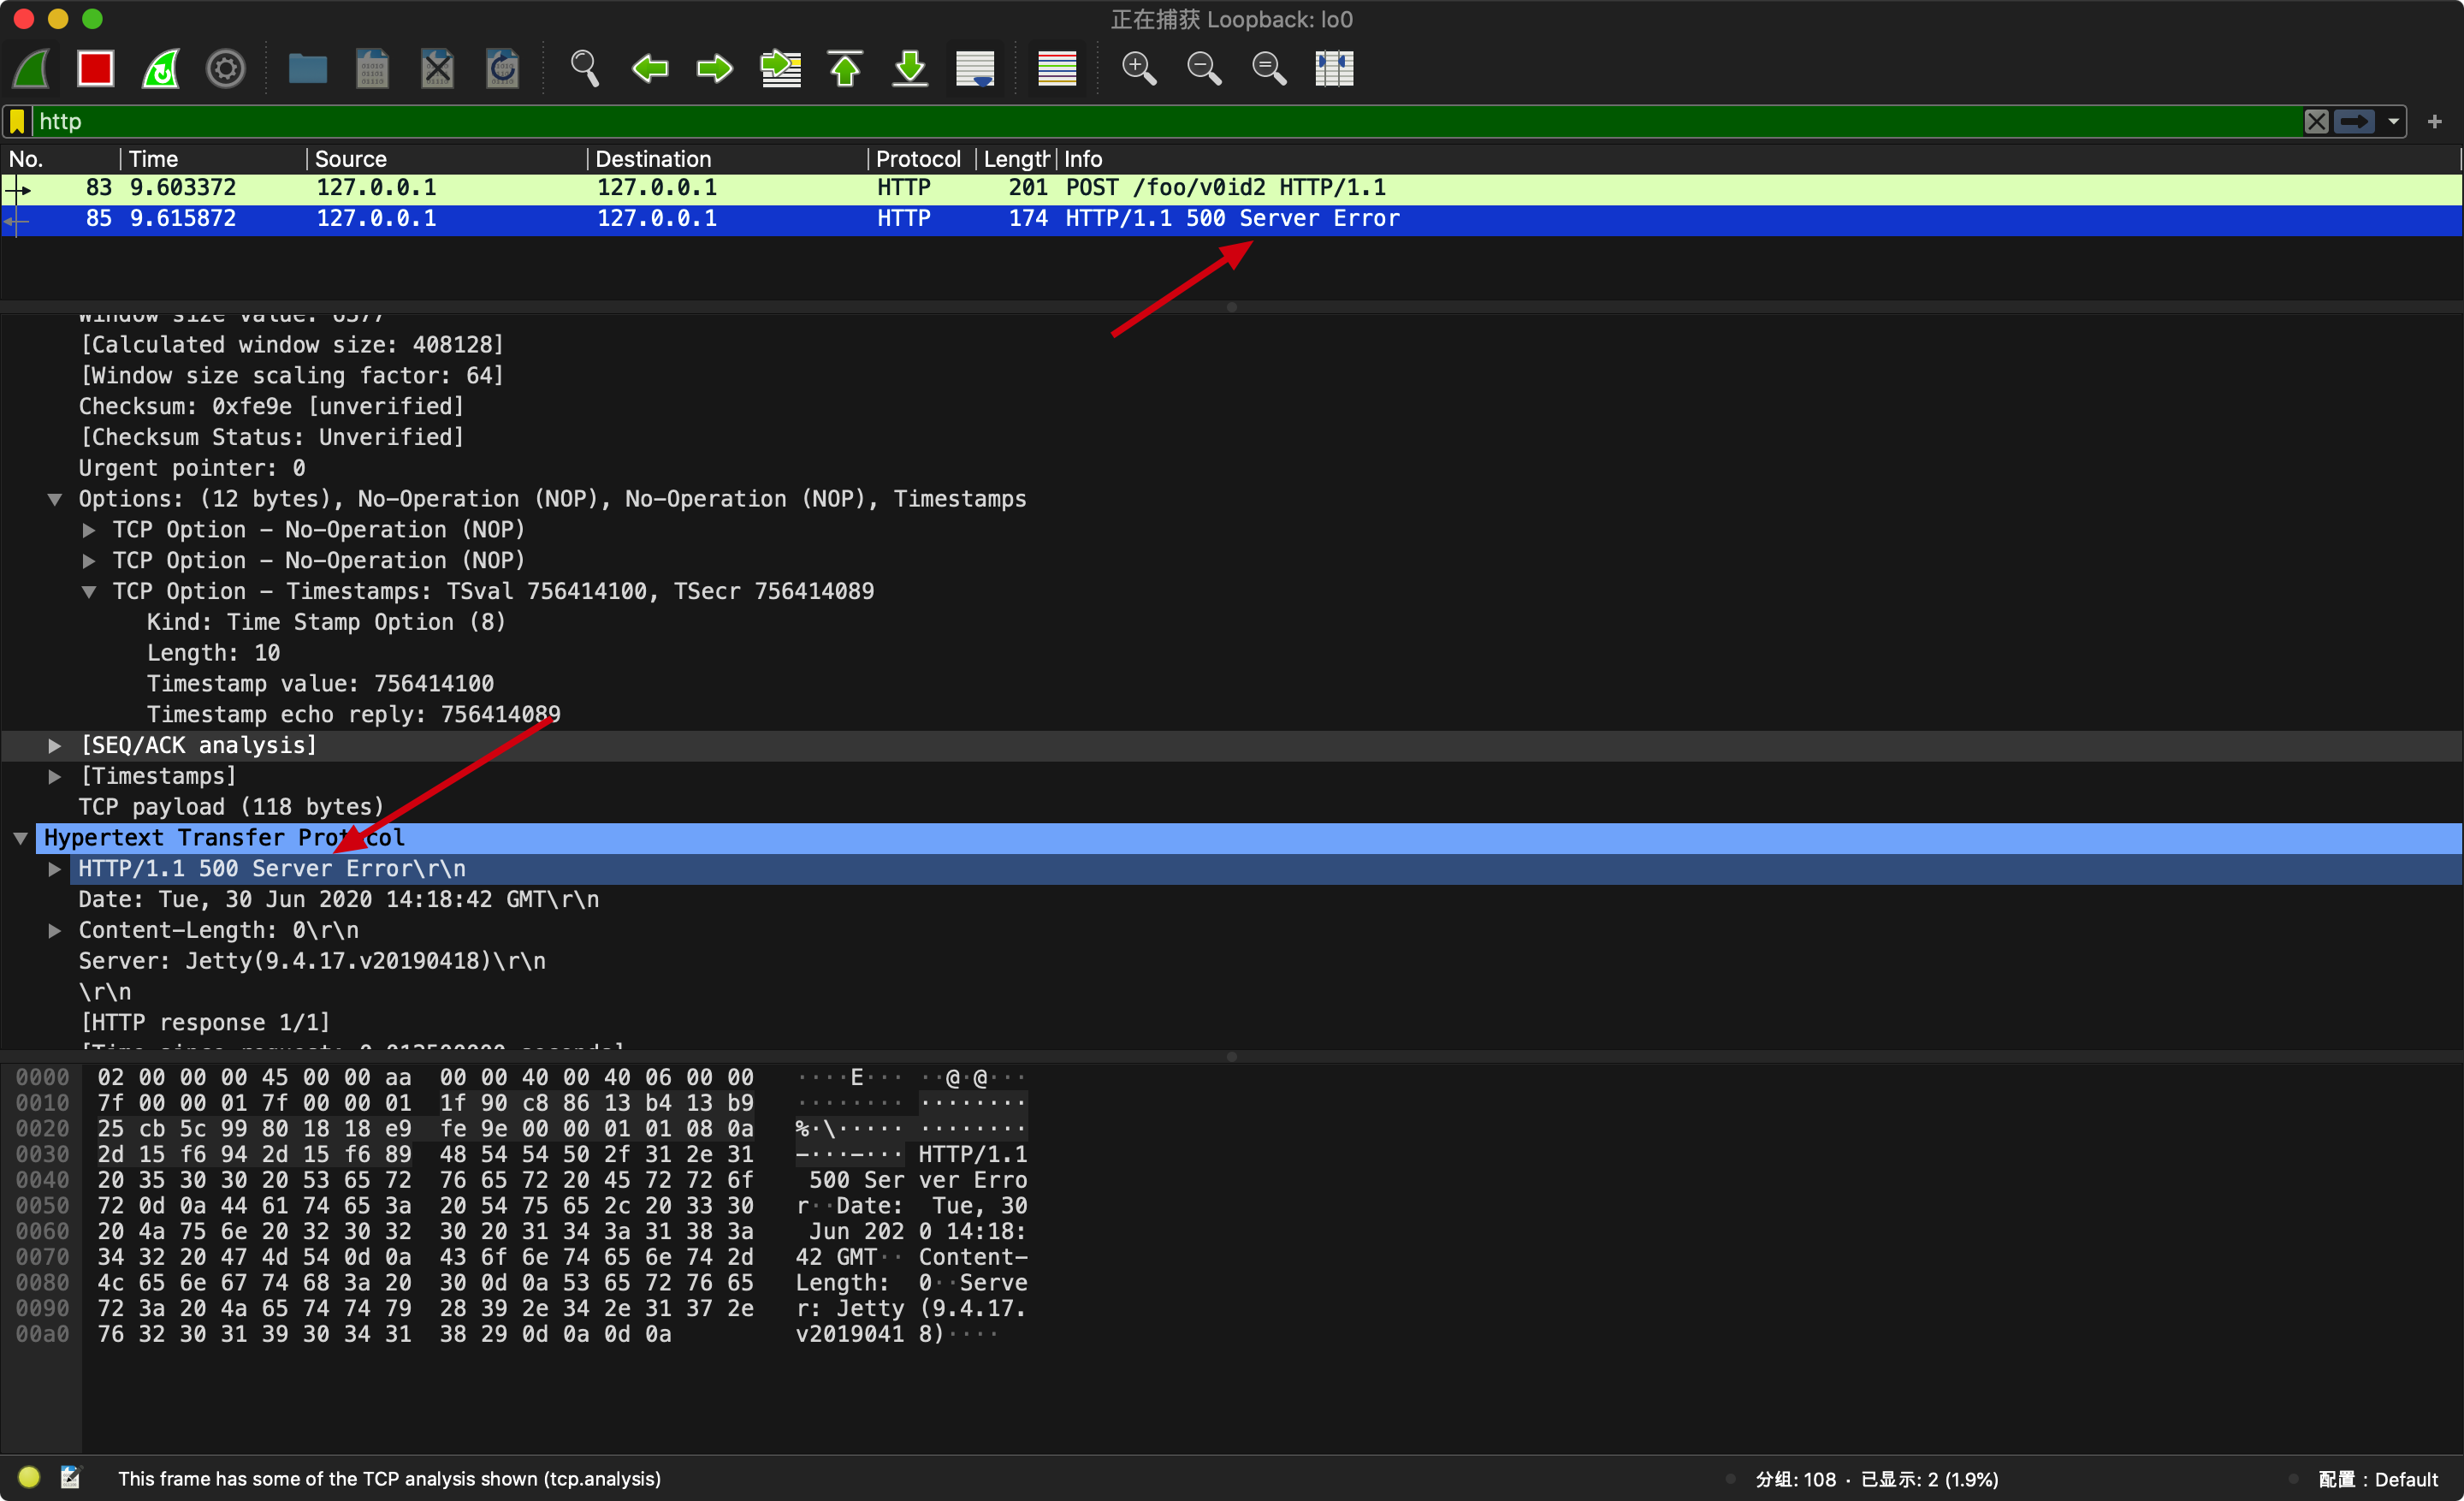 正在捕获 Loopback: lo0
http
No. Time Source Destination Protocol Length Info
83 9.603372 127.0.0.1 127.0.0.1 HTTP 201 POST /foo/v0id2 HTTP/1.1
85 9.615872 127.0.0.1 127.0.0.1 HTTP 174 HTTP/1.1 500 Server Error
Window size value: 6377
[Calculated window size: 408128]
[Window size scaling factor: 64]
Checksum: 0xfe9e [unverified]
[Checksum Status: Unverified]
Urgent pointer: 0
Options: (12 bytes), No-Operation (NOP), No-Operation (NOP), Timestamps
TCP Option - No-Operation (NOP)
TCP Option - No-Operation (NOP)
TCP Option - Timestamps: TSval 756414100, TSecr 756414089
Kind: Time Stamp Option (8)
Length: 10
Timestamp value: 756414100
Timestamp echo reply: 756414089
[SEQ/ACK analysis]
[Timestamps]
TCP payload (118 bytes)
Hypertext Transfer Protocol
HTTP/1.1 500 Server Error\r\n
Date: Tue, 30 Jun 2020 14:18:42 GMT\r\n
Content-Length: 0\r\n
Server: Jetty(9.4.17.v20190418)\r\n
\r\n
[HTTP response 1/1]
[Time since request: 0.012500000 seconds]
0000 02 00 00 00 45 00 00 aa 00 00 40 00 40 06 00 00 ····E··· ··@·@···
0010 7f 00 00 01 7f 00 00 01 1f 90 c8 86 13 b4 13 b9 ········ ········
0020 25 cb 5c 99 80 18 18 e9 fe 9e 00 00 01 01 08 0a %·\····· ········
0030 2d 15 f6 94 2d 15 f6 89 48 54 54 50 2f 31 2e 31 -···-··· HTTP/1.1
0040 20 35 30 30 20 53 65 72 76 65 72 20 45 72 72 6f 500 Ser ver Erro
0050 72 0d 0a 44 61 74 65 3a 20 54 75 65 2c 20 33 30 r··Date: Tue, 30
0060 20 4a 75 6e 20 32 30 32 30 20 31 34 3a 31 38 3a Jun 202 0 14:18:
0070 34 32 20 47 4d 54 0d 0a 43 6f 6e 74 65 6e 74 2d 42 GMT·· Content-
0080 4c 65 6e 67 74 68 3a 20 30 0d 0a 53 65 72 76 65 Length: 0··Serve
0090 72 3a 20 4a 65 74 74 79 28 39 2e 34 2e 31 37 2e r: Jetty (9.4.17.
00a0 76 32 30 31 39 30 34 31 38 29 0d 0a 0d 0a v2019041 8)····
This frame has some of the TCP analysis shown (tcp.analysis) 分组: 108 · 已显示: 2 (1.9%) 配置：Default